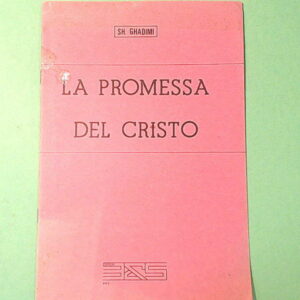 SH GHADIMI
LA PROMESSA
DEL CRISTO